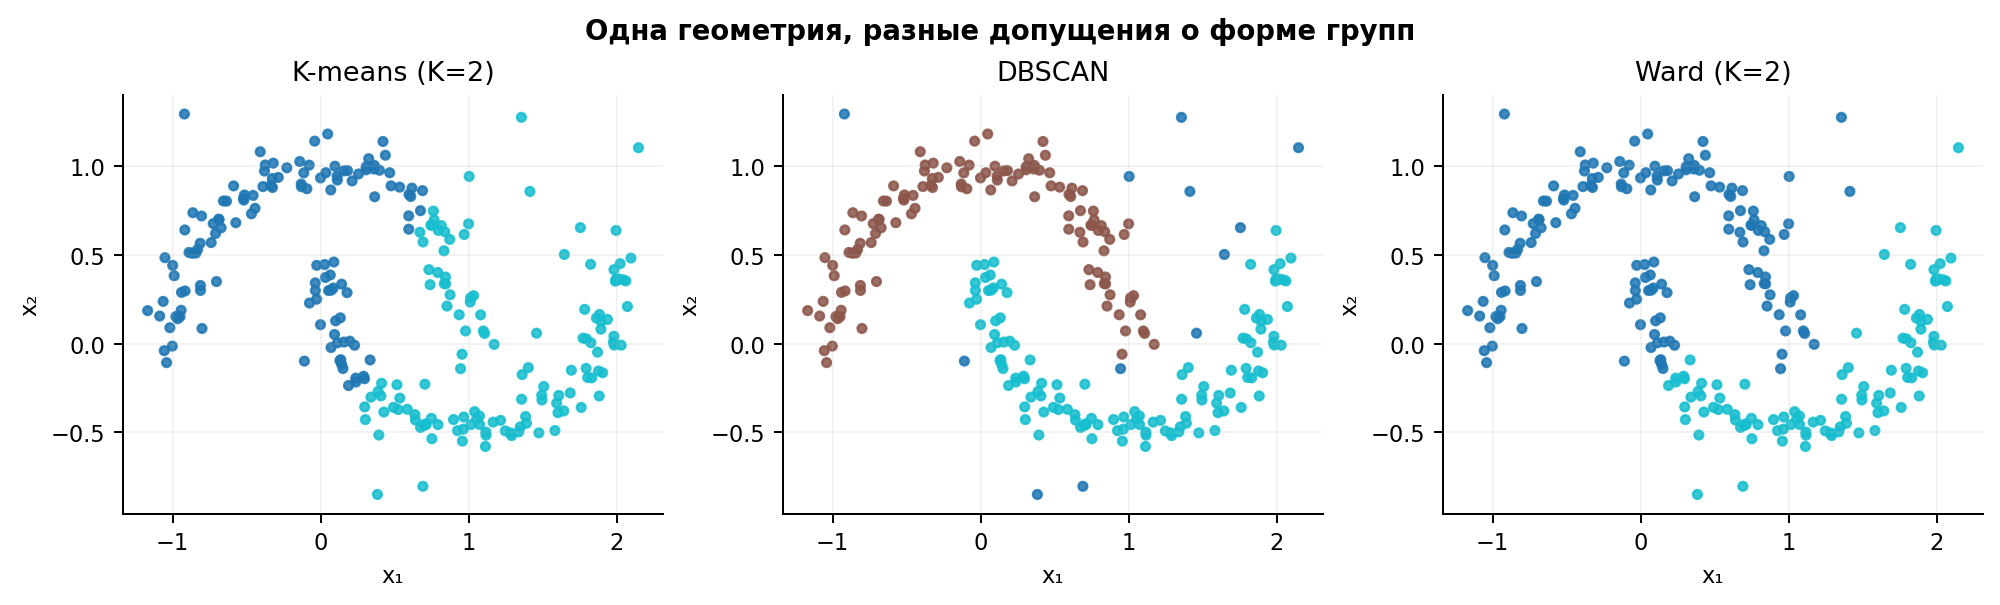 Одна геометрия, разные допущения о форме групп
K-means (K=2)
DBSCAN
Ward (K=2)
x₂
1.0
0.5
0.0
−0.5
−1
0
1
2
x₁
x₂
1.0
0.5
0.0
−0.5
−1
0
1
2
x₁
x₂
1.0
0.5
0.0
−0.5
−1
0
1
2
x₁